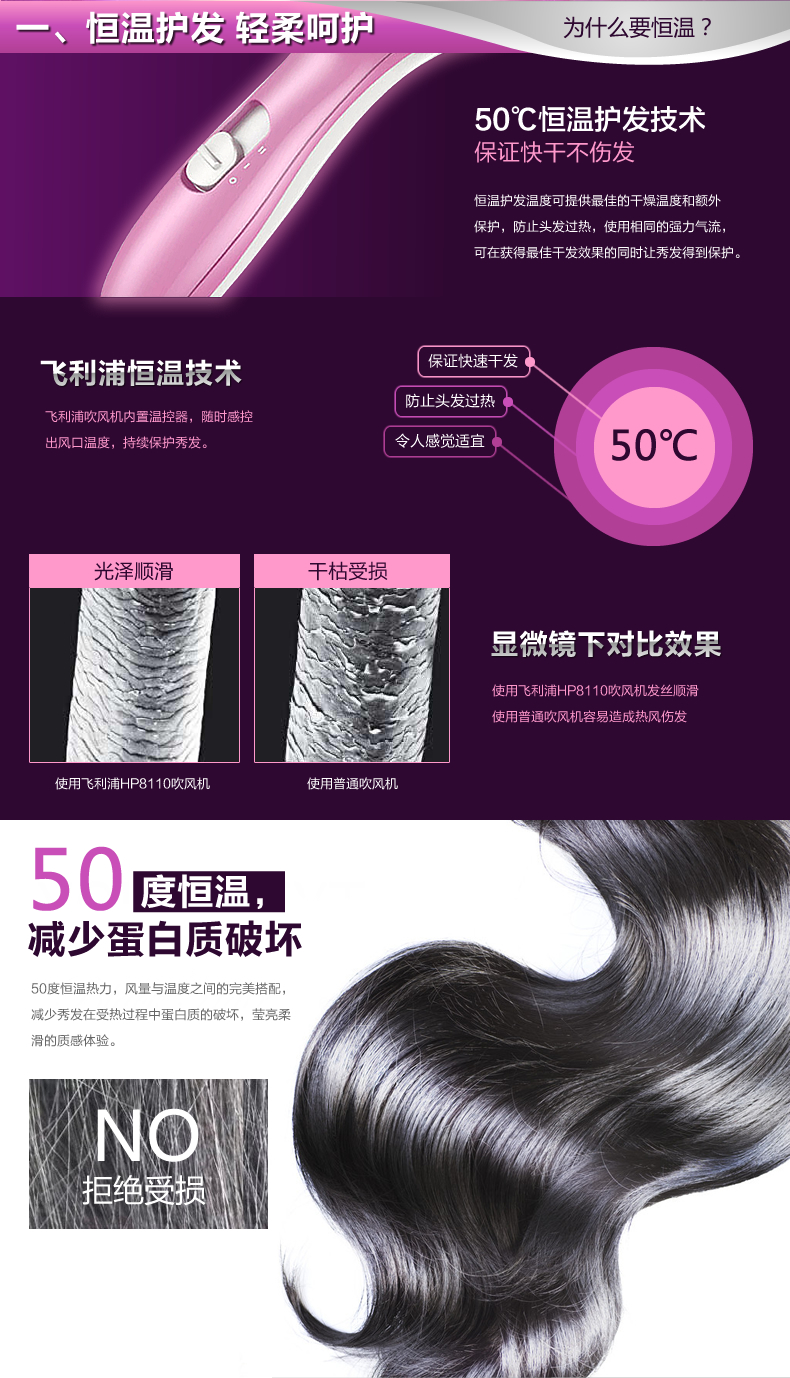 一、恒温护发 轻柔呵护
为什么要恒温？
50℃恒温护发技术
保证快干不伤发
恒温护发温度可提供最佳的干燥温度和额外
保护，防止头发过热，使用相同的强力气流，
可在获得最佳干发效果的同时让秀发得到保护。
II
I
O
飞利浦恒温技术
飞利浦吹风机内置温控器，随时感控
出风口温度，持续保护秀发。
保证快速干发
防止头发过热
令人感觉适宜
50℃
光泽顺滑
干枯受损
使用飞利浦HP8110吹风机
使用普通吹风机
显微镜下对比效果
使用飞利浦HP8110吹风机发丝顺滑
使用普通吹风机容易造成热风伤发
50度恒温，
减少蛋白质破坏
50度恒温热力，风量与温度之间的完美搭配，
减少秀发在受热过程中蛋白质的破坏，莹亮柔
滑的质感体验。
NO
拒绝受损